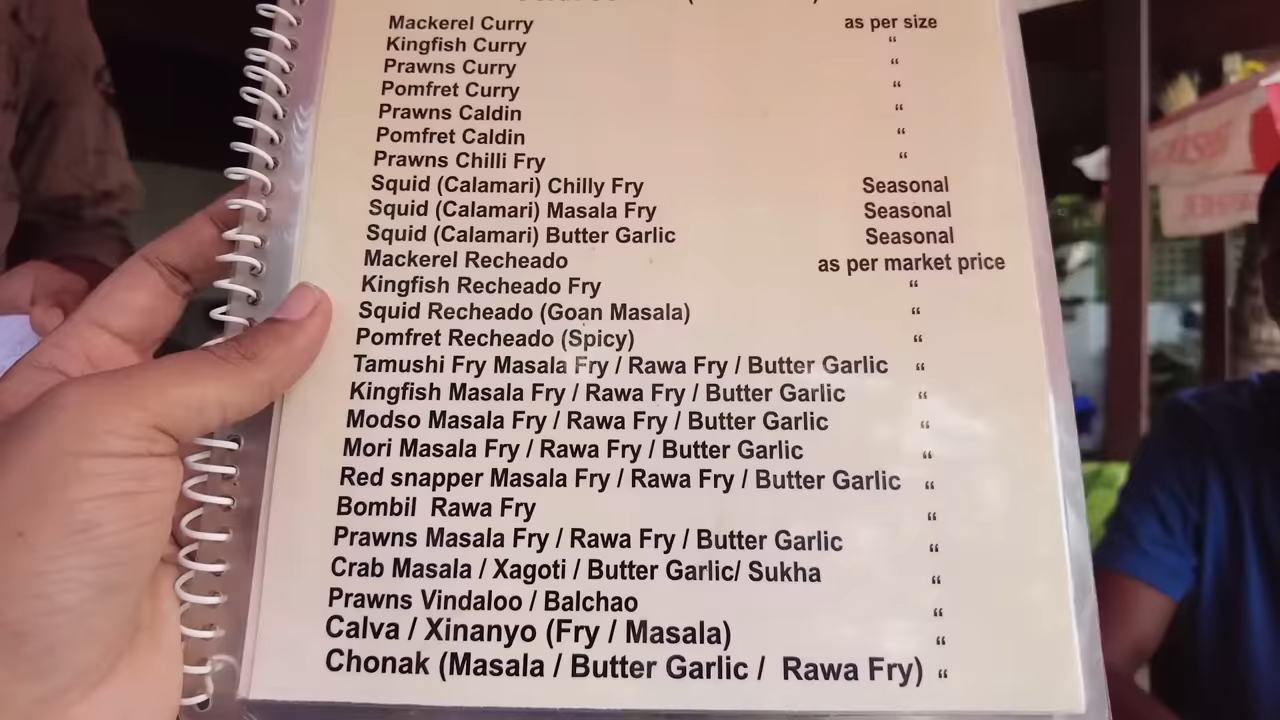 Mackerel Curry as per size
Kingfish Curry “
Prawns Curry “
Pomfret Curry “
Prawns Caldin “
Pomfret Caldin “
Prawns Chilli Fry “
Squid (Calamari) Chilly Fry Seasonal
Squid (Calamari) Masala Fry Seasonal
Squid (Calamari) Butter Garlic Seasonal
Mackerel Recheado as per market price
Kingfish Recheado Fry “
Squid Recheado (Goan Masala) “
Pomfret Recheado (Spicy) “
Tamushi Fry Masala Fry / Rawa Fry / Butter Garlic “
Kingfish Masala Fry / Rawa Fry / Butter Garlic “
Modso Masala Fry / Rawa Fry / Butter Garlic “
Mori Masala Fry / Rawa Fry / Butter Garlic “
Red snapper Masala Fry / Rawa Fry / Butter Garlic “
Bombil Rawa Fry “
Prawns Masala Fry / Rawa Fry / Butter Garlic “
Crab Masala / Xagoti / Butter Garlic/ Sukha “
Prawns Vindaloo / Balchao “
Calva / Xinanyo (Fry / Masala) “
Chonak (Masala / Butter Garlic / Rawa Fry) “